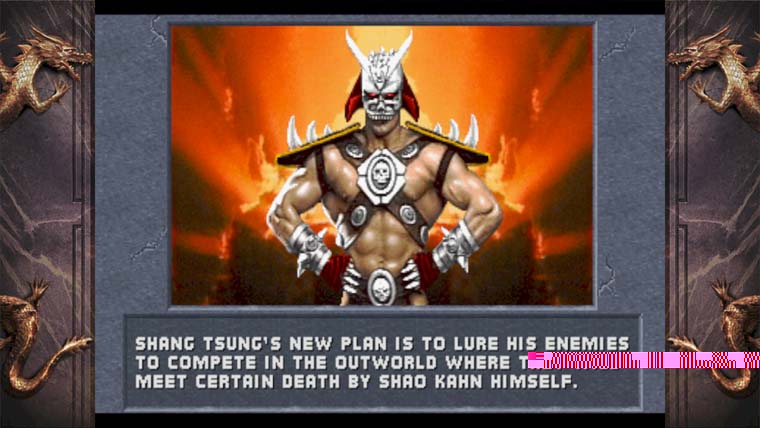 SHANG TSUNG'S NEW PLAN IS TO LURE HIS ENEMIES
TO COMPETE IN THE OUTWORLD WHERE
MEET CERTAIN DEATH BY SHAO KAHN HIMSELF.